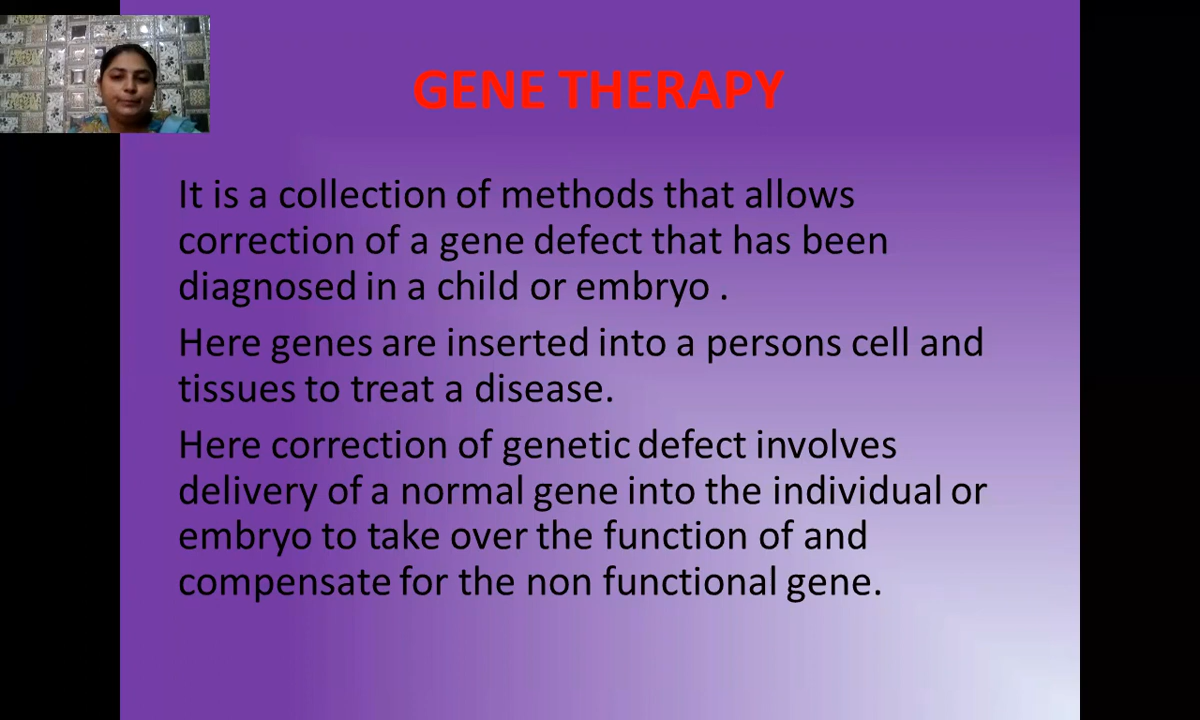 GENE THERAPY
It is a collection of methods that allows
correction of a gene defect that has been
diagnosed in a child or embryo .
Here genes are inserted into a persons cell and
tissues to treat a disease.
Here correction of genetic defect involves
delivery of a normal gene into the individual or
embryo to take over the function of and
compensate for the non functional gene.